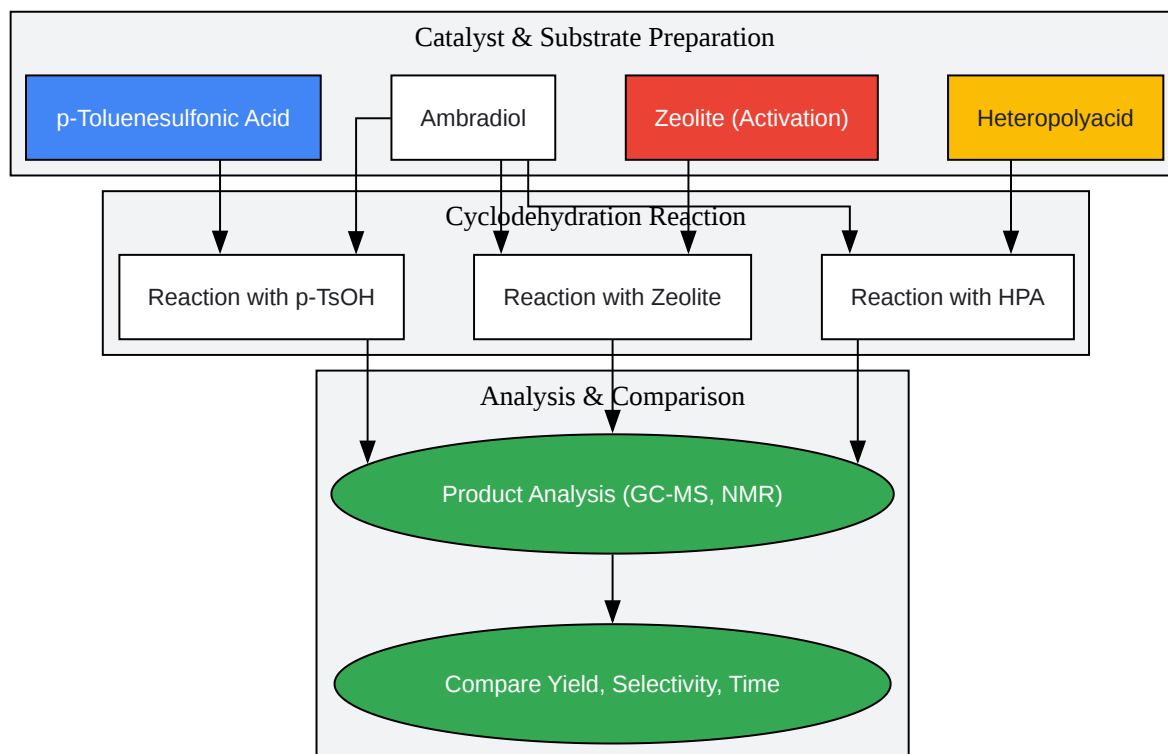 Catalyst & Substrate Preparation
p-Toluenesulfonic Acid
Ambradiol
Zeolite (Activation)
Heteropolyacid
Cyclodehydration Reaction
Reaction with p-TsOH
Reaction with Zeolite
Reaction with HPA
Analysis & Comparison
Product Analysis (GC-MS, NMR)
Compare Yield, Selectivity, Time